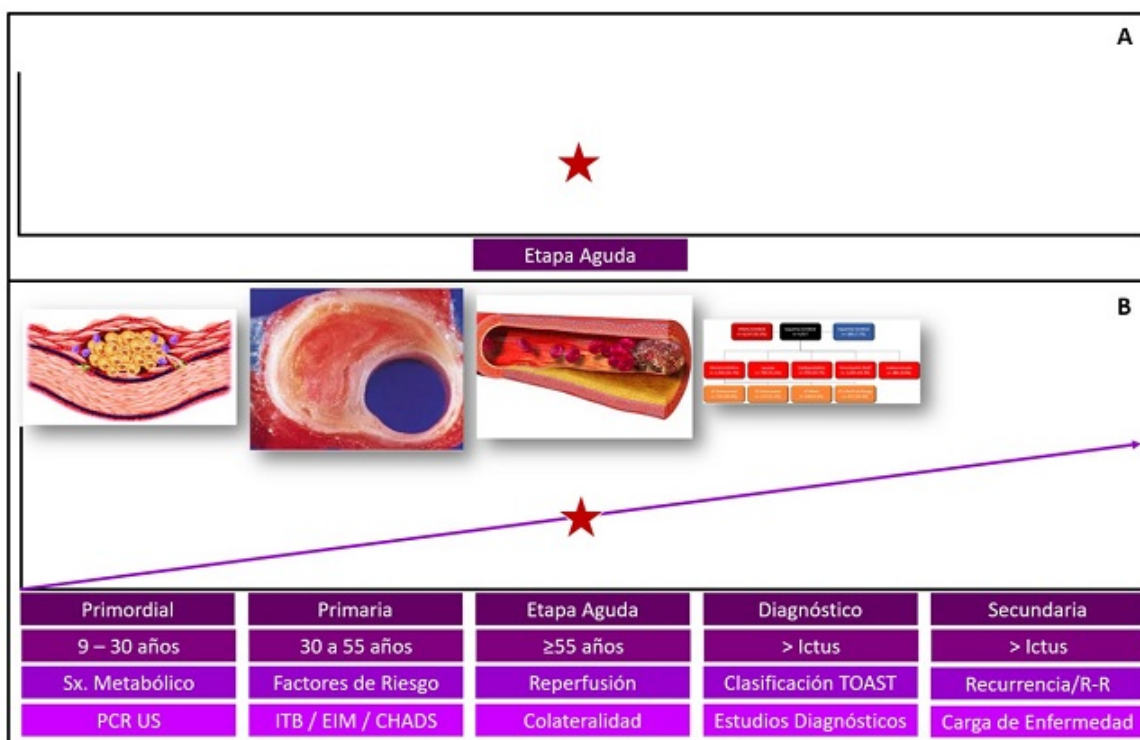 A
Etapa Aguda
B
Primordial
Primaria
Etapa Aguda
Diagnóstico
Secundaria
9 – 30 años
30 a 55 años
≥55 años
> Ictus
> Ictus
Sx. Metabólico
Factores de Riesgo
Reperfusión
Clasificación TOAST
Recurrencia/R-R
PCR US
ITB / EIM / CHADS
Colateralidad
Estudios Diagnósticos
Carga de Enfermedad